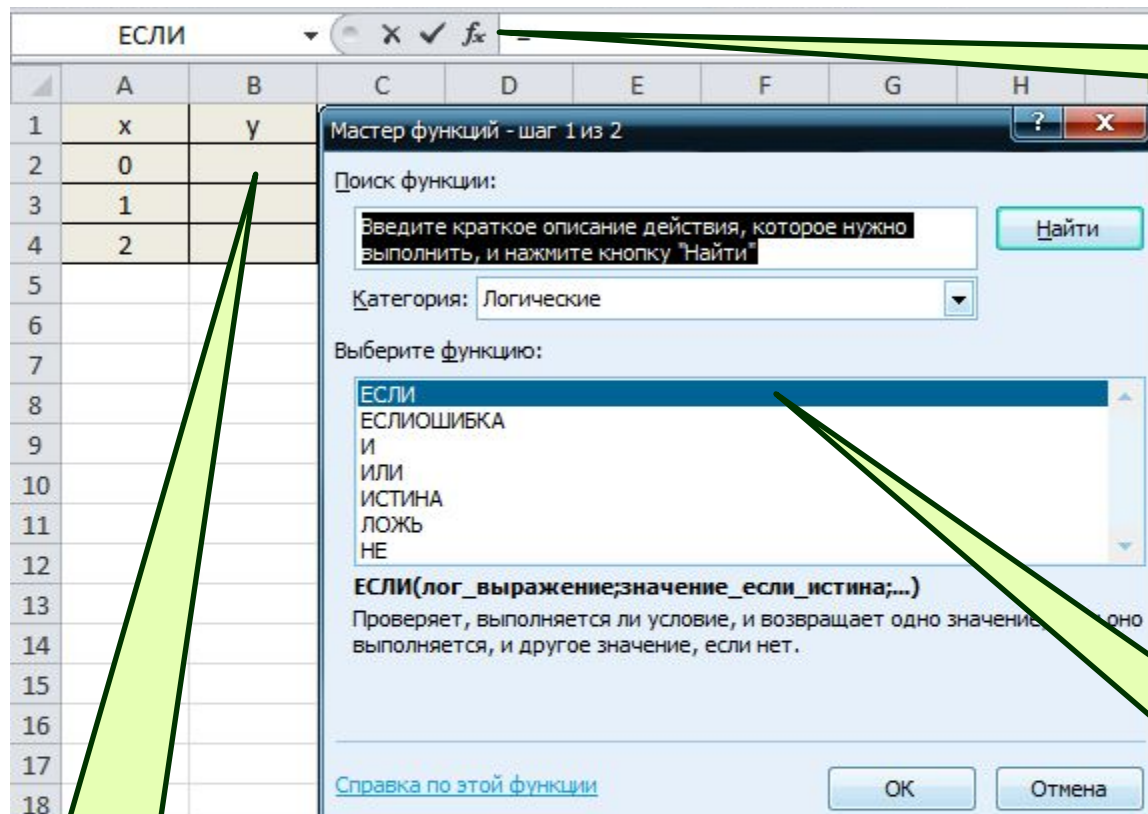 ЕСЛИ fx =
A B C D E F G H
1 x y
2 0
3 1
4 2
5
6
7
8
9
10
11
12
13
14
15
16
17
18
Мастер функций - шаг 1 из 2 ? X
Поиск функции:
Введите краткое описание действия, которое нужно
выполнить, и нажмите кнопку "Найти"
Найти
Категория: Логические
Выберите функцию:
ЕСЛИ
ЕСЛИОШИБКА
И
ИЛИ
ИСТИНА
ЛОЖЬ
НЕ
ЕСЛИ(лог_выражение;значение_если_истина;...)
Проверяет, выполняется ли условие, и возвращает одно значение, оно
выполняется, и другое значение, если нет.
Справка по этой функции
ОК Отмена